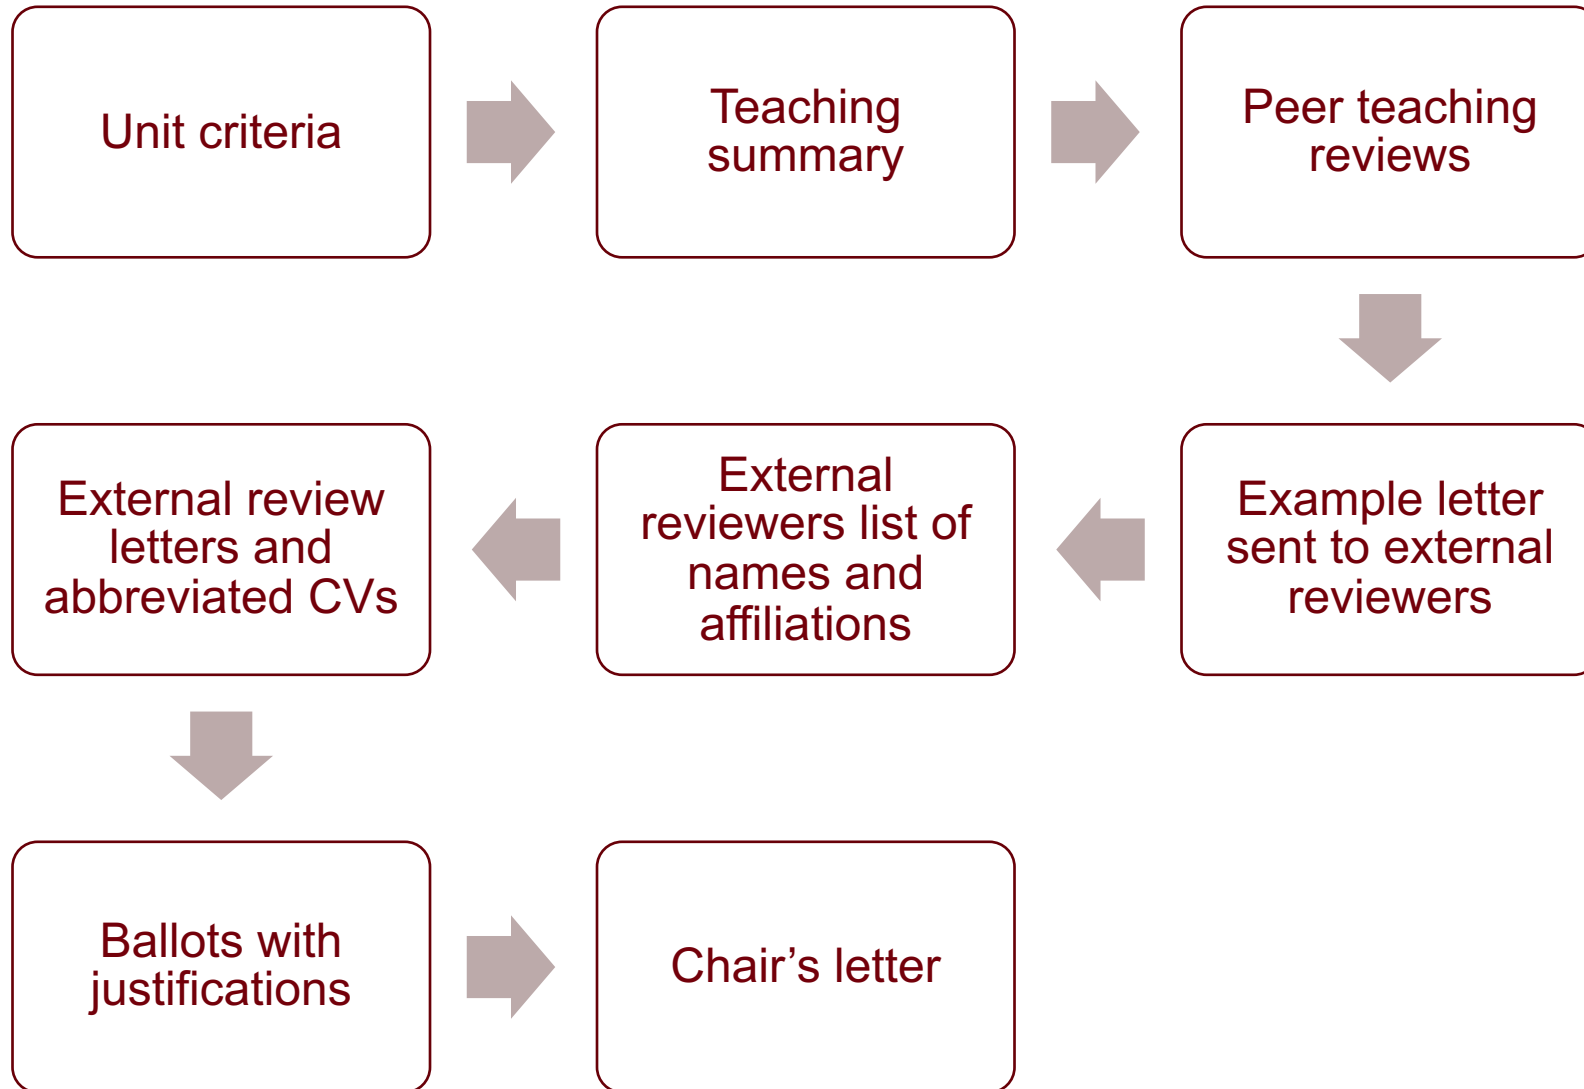 Unit criteria
Teaching
summary
Peer teaching
reviews
Example letter
sent to external
reviewers
External
reviewers list of
names and
affiliations
External review
letters and
abbreviated CVs
Ballots with
justifications
Chair’s letter